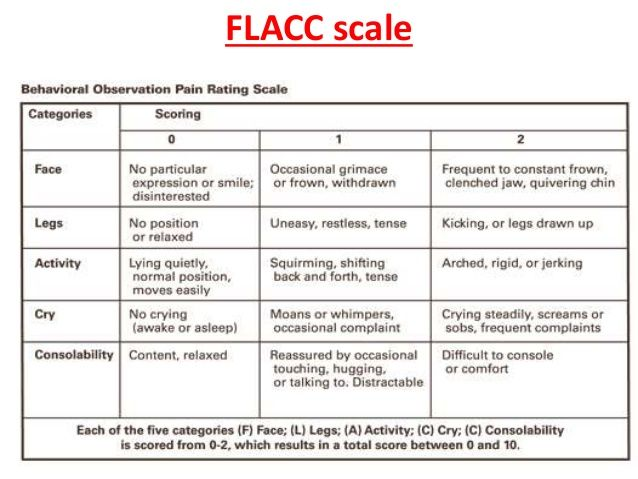 FLACC scale
Behavioral Observation Pain Rating Scale
Categories Scoring
0 1 2
Face
No particular
expression or smile;
disinterested
Occasional grimace
or frown, withdrawn
Frequent to constant frown,
clenched jaw, quivering chin
Legs
No position
or relaxed
Uneasy, restless, tense
Kicking, or legs drawn up
Activity
Lying quietly,
normal position,
moves easily
Squirming, shifting
back and forth, tense
Arched, rigid, or jerking
Cry
No crying
(awake or asleep)
Moans or whimpers,
occasional complaint
Crying steadily, screams or
sobs, frequent complaints
Consolability
Content, relaxed
Reassured by occasional
touching, hugging,
or talking to. Distractable
Difficult to console
or comfort
Each of the five categories (F) Face; (L) Legs; (A) Activity; (C) Cry; (C) Consolability
is scored from 0-2, which results in a total score between 0 and 10.